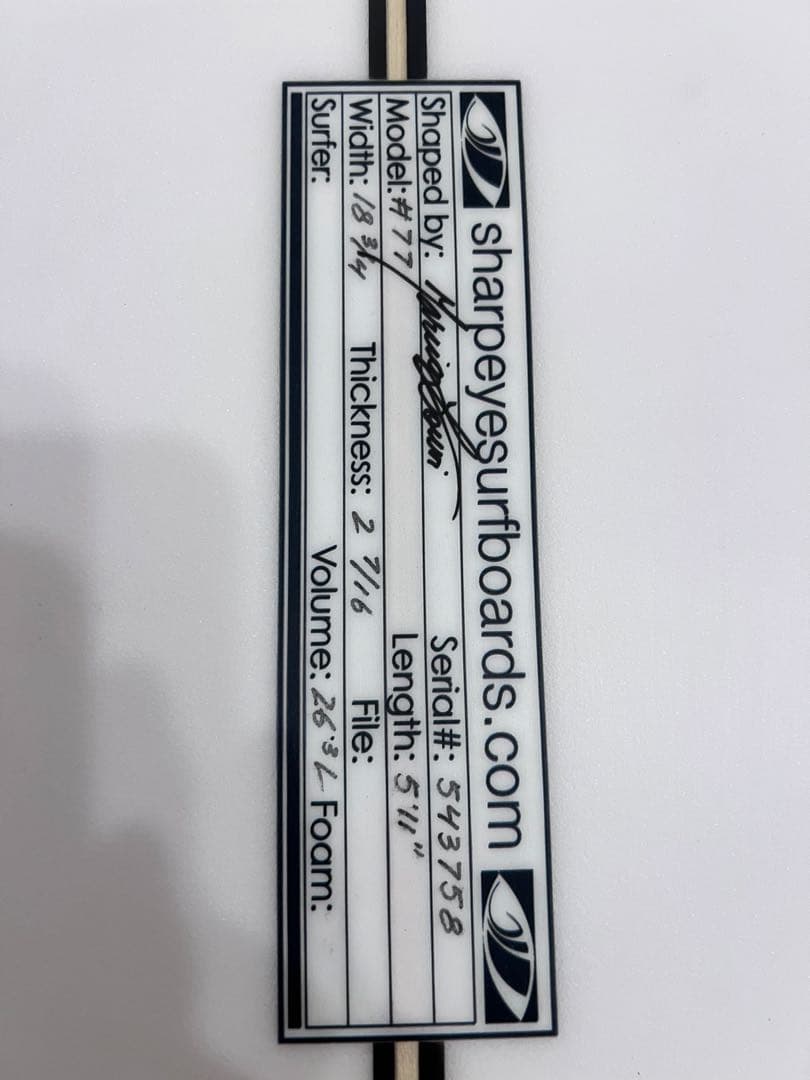 sharpeyesurfboards.com
Shaped by: Serial#: 543758
Model: #77 Length: 5'11"
Width: 18 3/4 Thickness: 2 7/16 File:
Surfer: Volume: 26.3 L Foam: